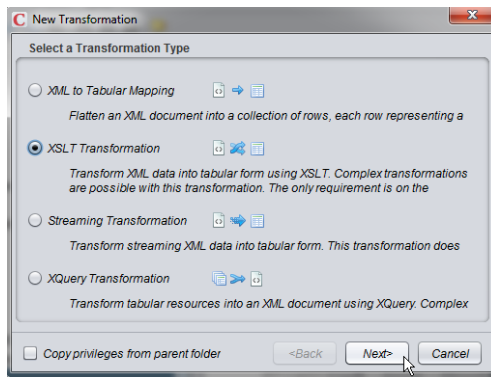 C New Transformation
Select a Transformation Type
XML to Tabular Mapping
Flatten an XML document into a collection of rows, each row representing a
XSLT Transformation
Transform XML data into tabular form using XSLT. Complex transformations
are possible with this transformation. The only requirement is on the
Streaming Transformation
Transform streaming XML data into tabular form. This transformation does
XQuery Transformation
Transform tabular resources into an XML document using XQuery. Complex
Copy privileges from parent folder <Back Next> Cancel